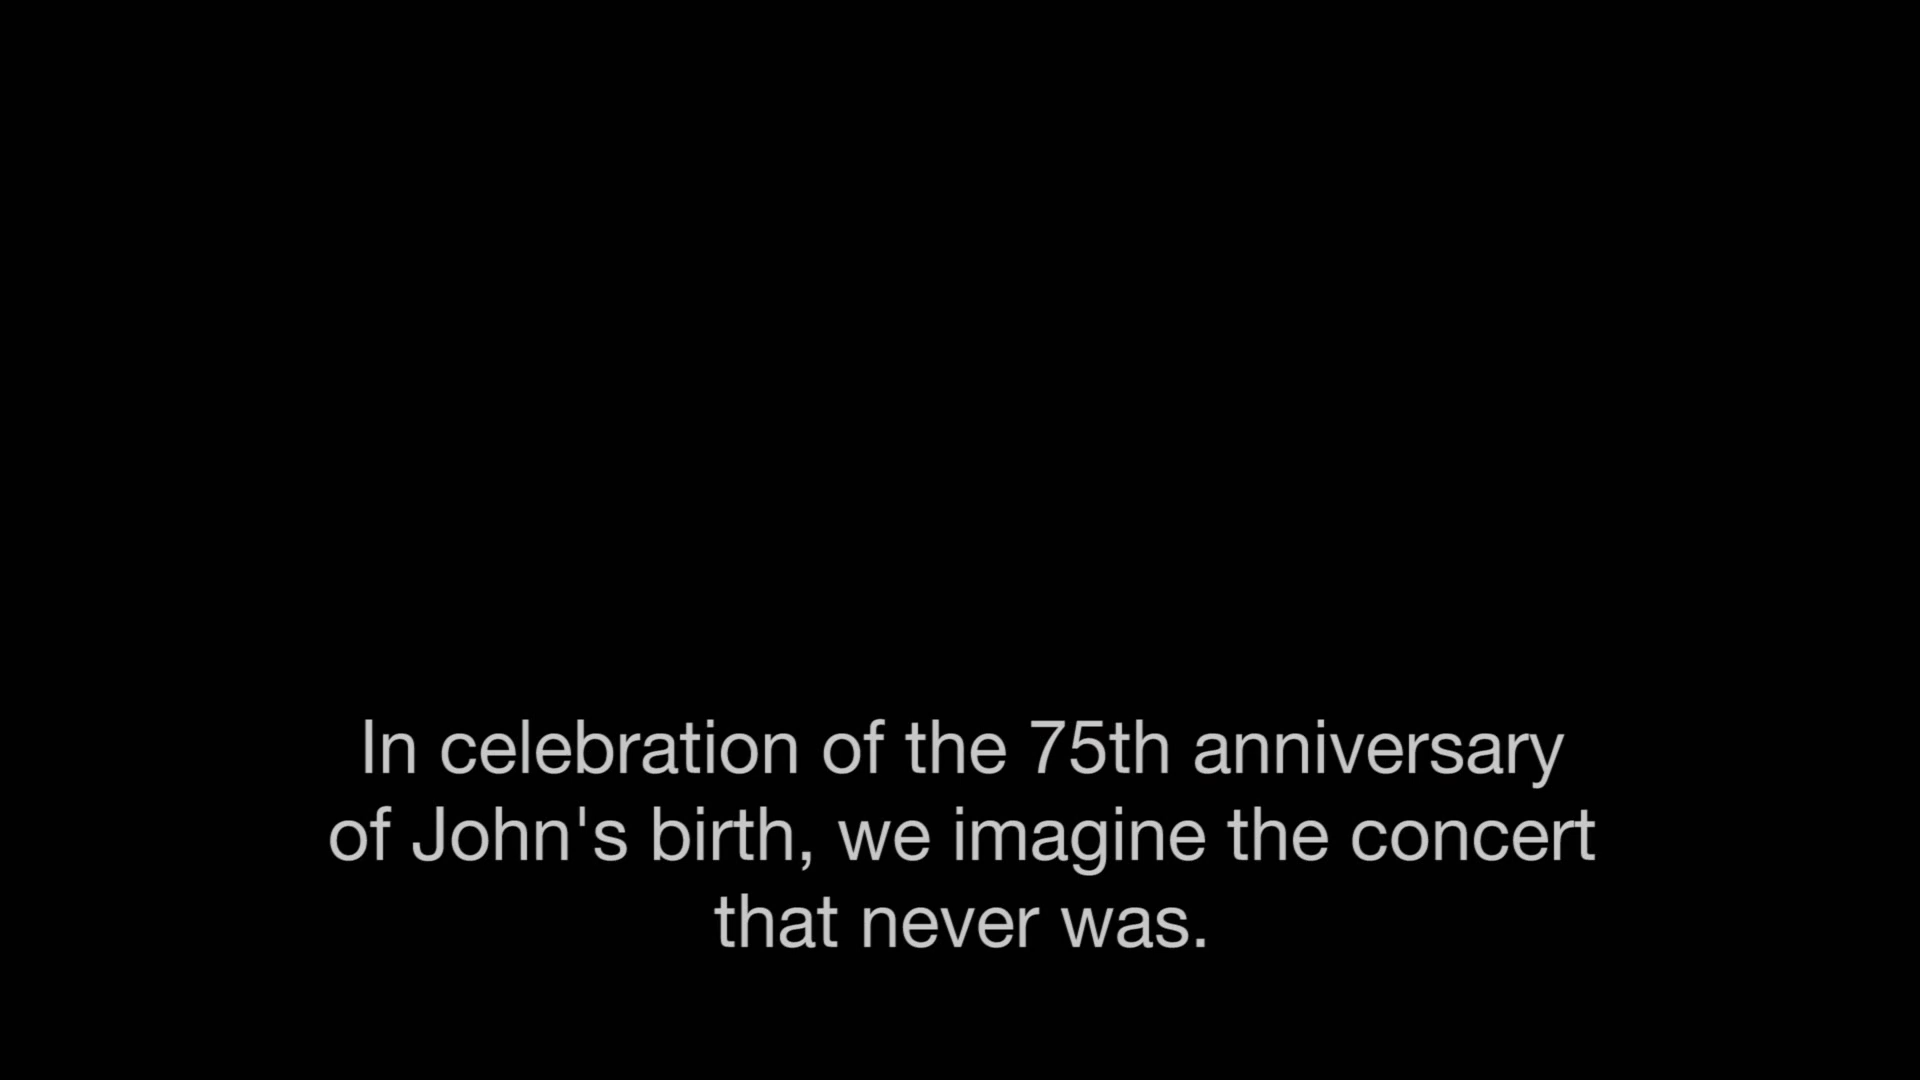 In celebration of the 75th anniversary
of John's birth, we imagine the concert
that never was.